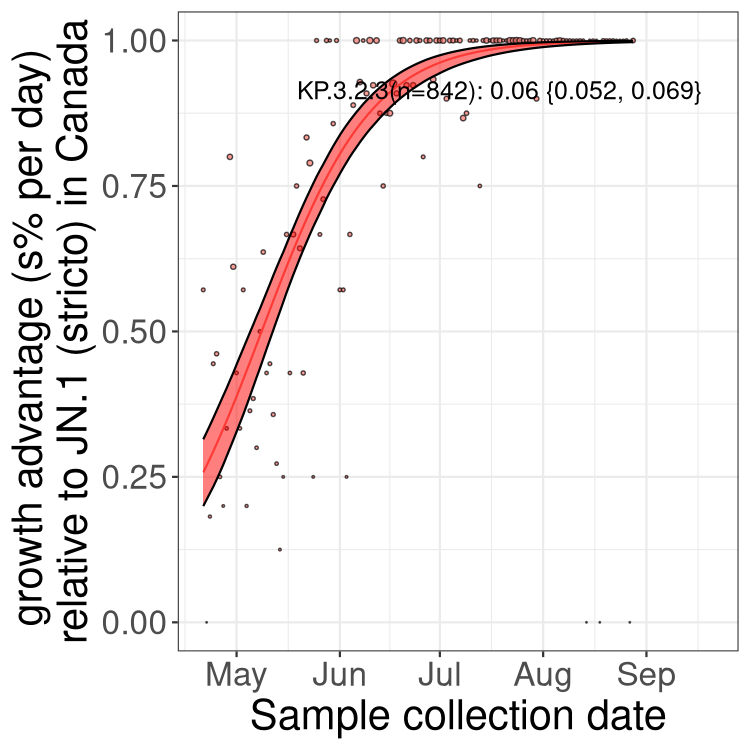 growth advantage (s% per day)
relative to JN.1 (stricto) in Canada
1.00
0.75
0.50
0.25
0.00
KP.3.2.3(n=842): 0.06 {0.052, 0.069}
May Jun Jul Aug Sep
Sample collection date